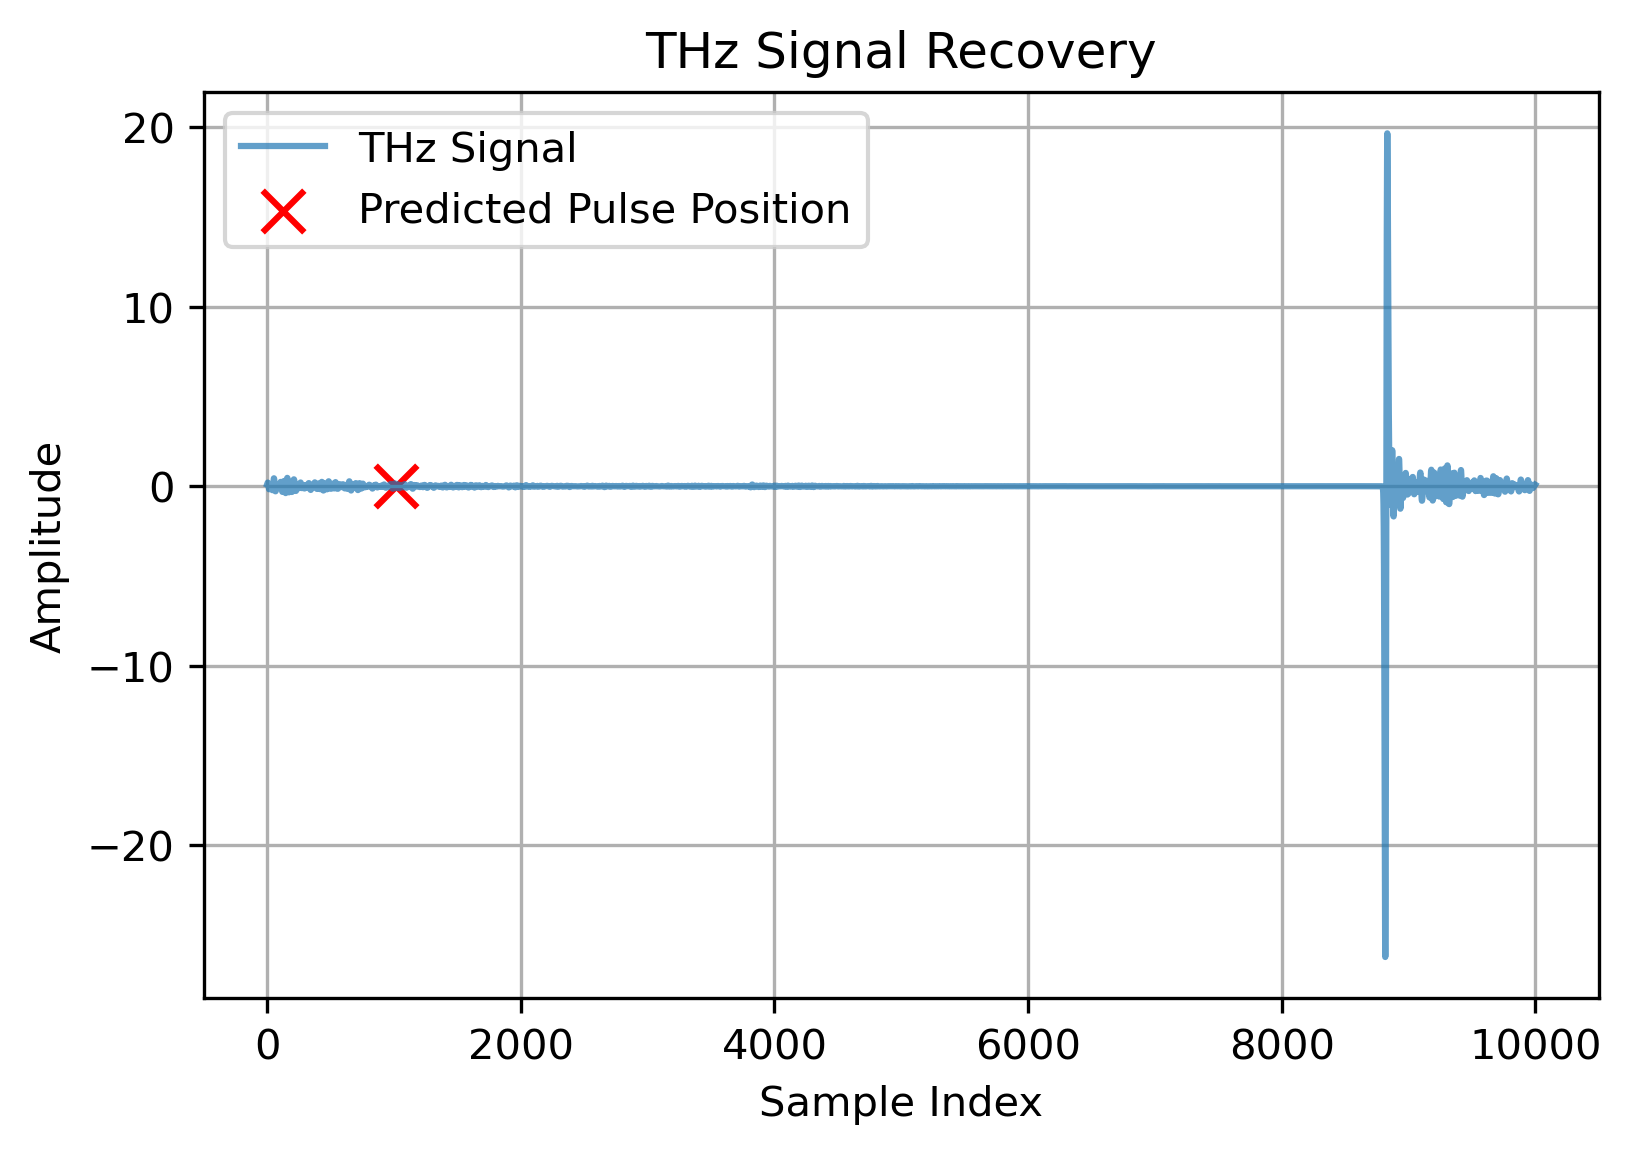 THz Signal Recovery
THz Signal
Predicted Pulse Position
20
10
0
−10
−20
Amplitude
0 2000 4000 6000 8000 10000
Sample Index